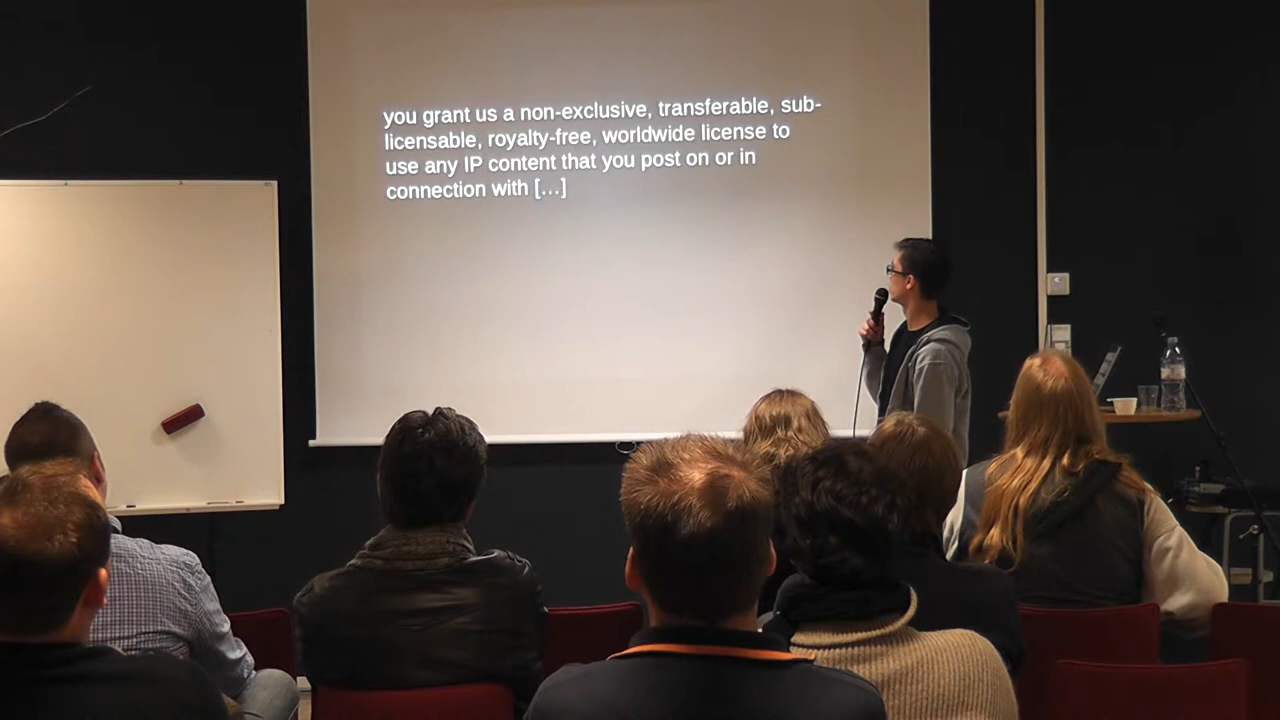 you grant us a non-exclusive, transferable, sub-
licensable, royalty-free, worldwide license to
use any IP content that you post on or in
connection with […]